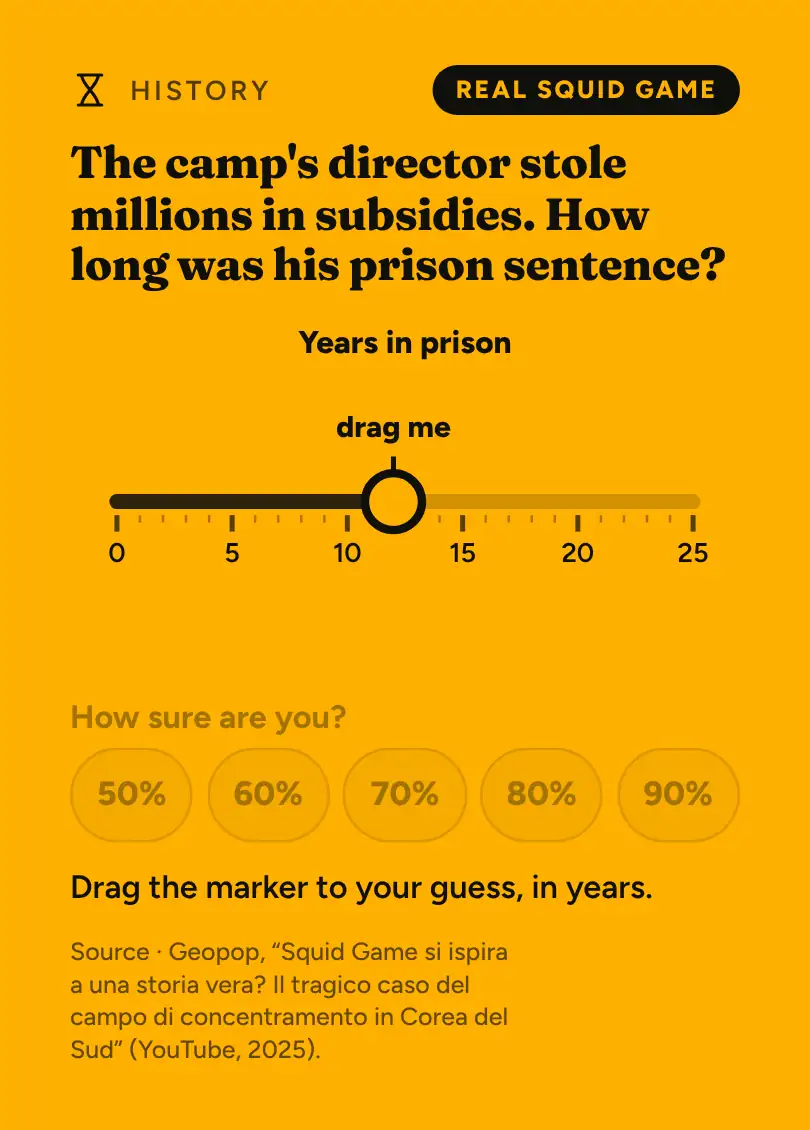 HISTORY
REAL SQUID GAME
The camp's director stole
millions in subsidies. How
long was his prison sentence?
Years in prison
drag me
0 5 10 15 20 25
How sure are you?
50% 60% 70% 80% 90%
Drag the marker to your guess, in years.
Source · Geopop, “Squid Game si ispira
a una storia vera? Il tragico caso del
campo di concentramento in Corea del
Sud” (YouTube, 2025).